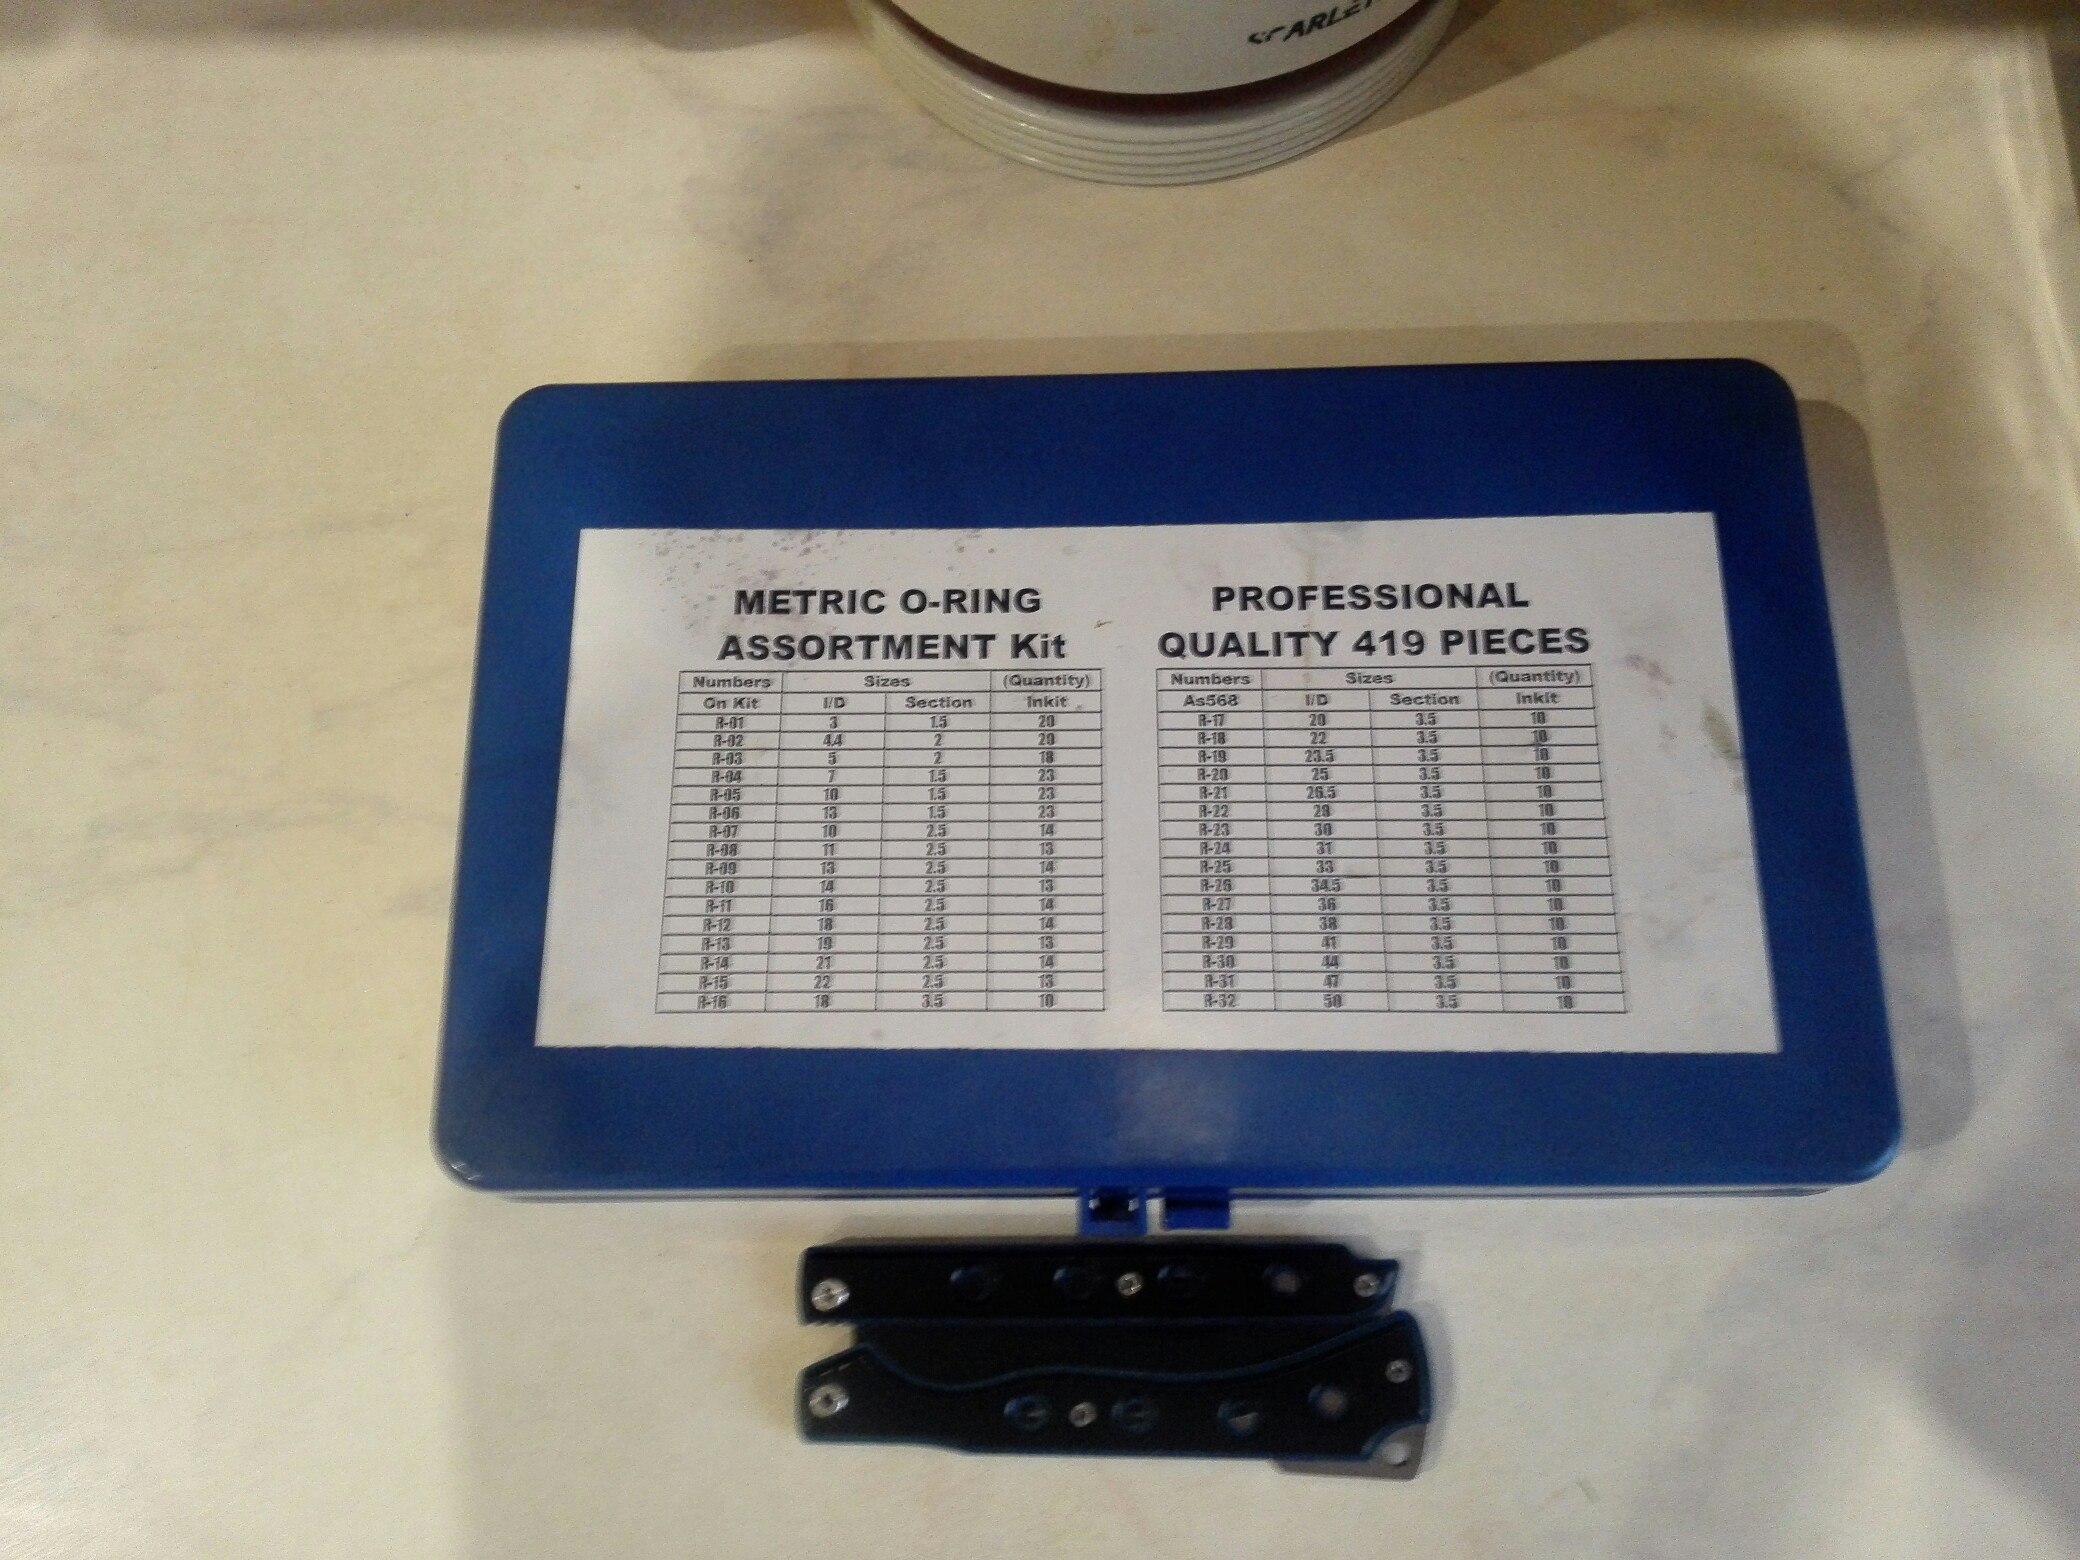 SCARLET
METRIC O-RING
ASSORTMENT Kit
Numbers Sizes (Quantity)
On Kit I/D Section Inkit
R-01 3 1.5 20
R-02 4.4 2 20
R-03 5 2 18
R-04 7 1.5 23
R-05 10 1.5 23
R-06 13 1.5 23
R-07 10 2.5 14
R-08 11 2.5 13
R-09 13 2.5 14
R-10 14 2.5 13
R-11 16 2.5 14
R-12 18 2.5 14
R-13 19 2.5 13
R-14 21 2.5 14
R-15 22 2.5 13
R-16 18 3.5 10
PROFESSIONAL
QUALITY 419 PIECES
Numbers Sizes (Quantity)
As568 I/D Section Inkit
R-17 20 3.5 10
R-18 22 3.5 10
R-19 23.5 3.5 10
R-20 25 3.5 10
R-21 26.5 3.5 10
R-22 28 3.5 10
R-23 30 3.5 10
R-24 31 3.5 10
R-25 33 3.5 10
R-26 34.5 3.5 10
R-27 36 3.5 10
R-28 38 3.5 10
R-29 41 3.5 10
R-30 44 3.5 10
R-31 47 3.5 10
R-32 50 3.5 10